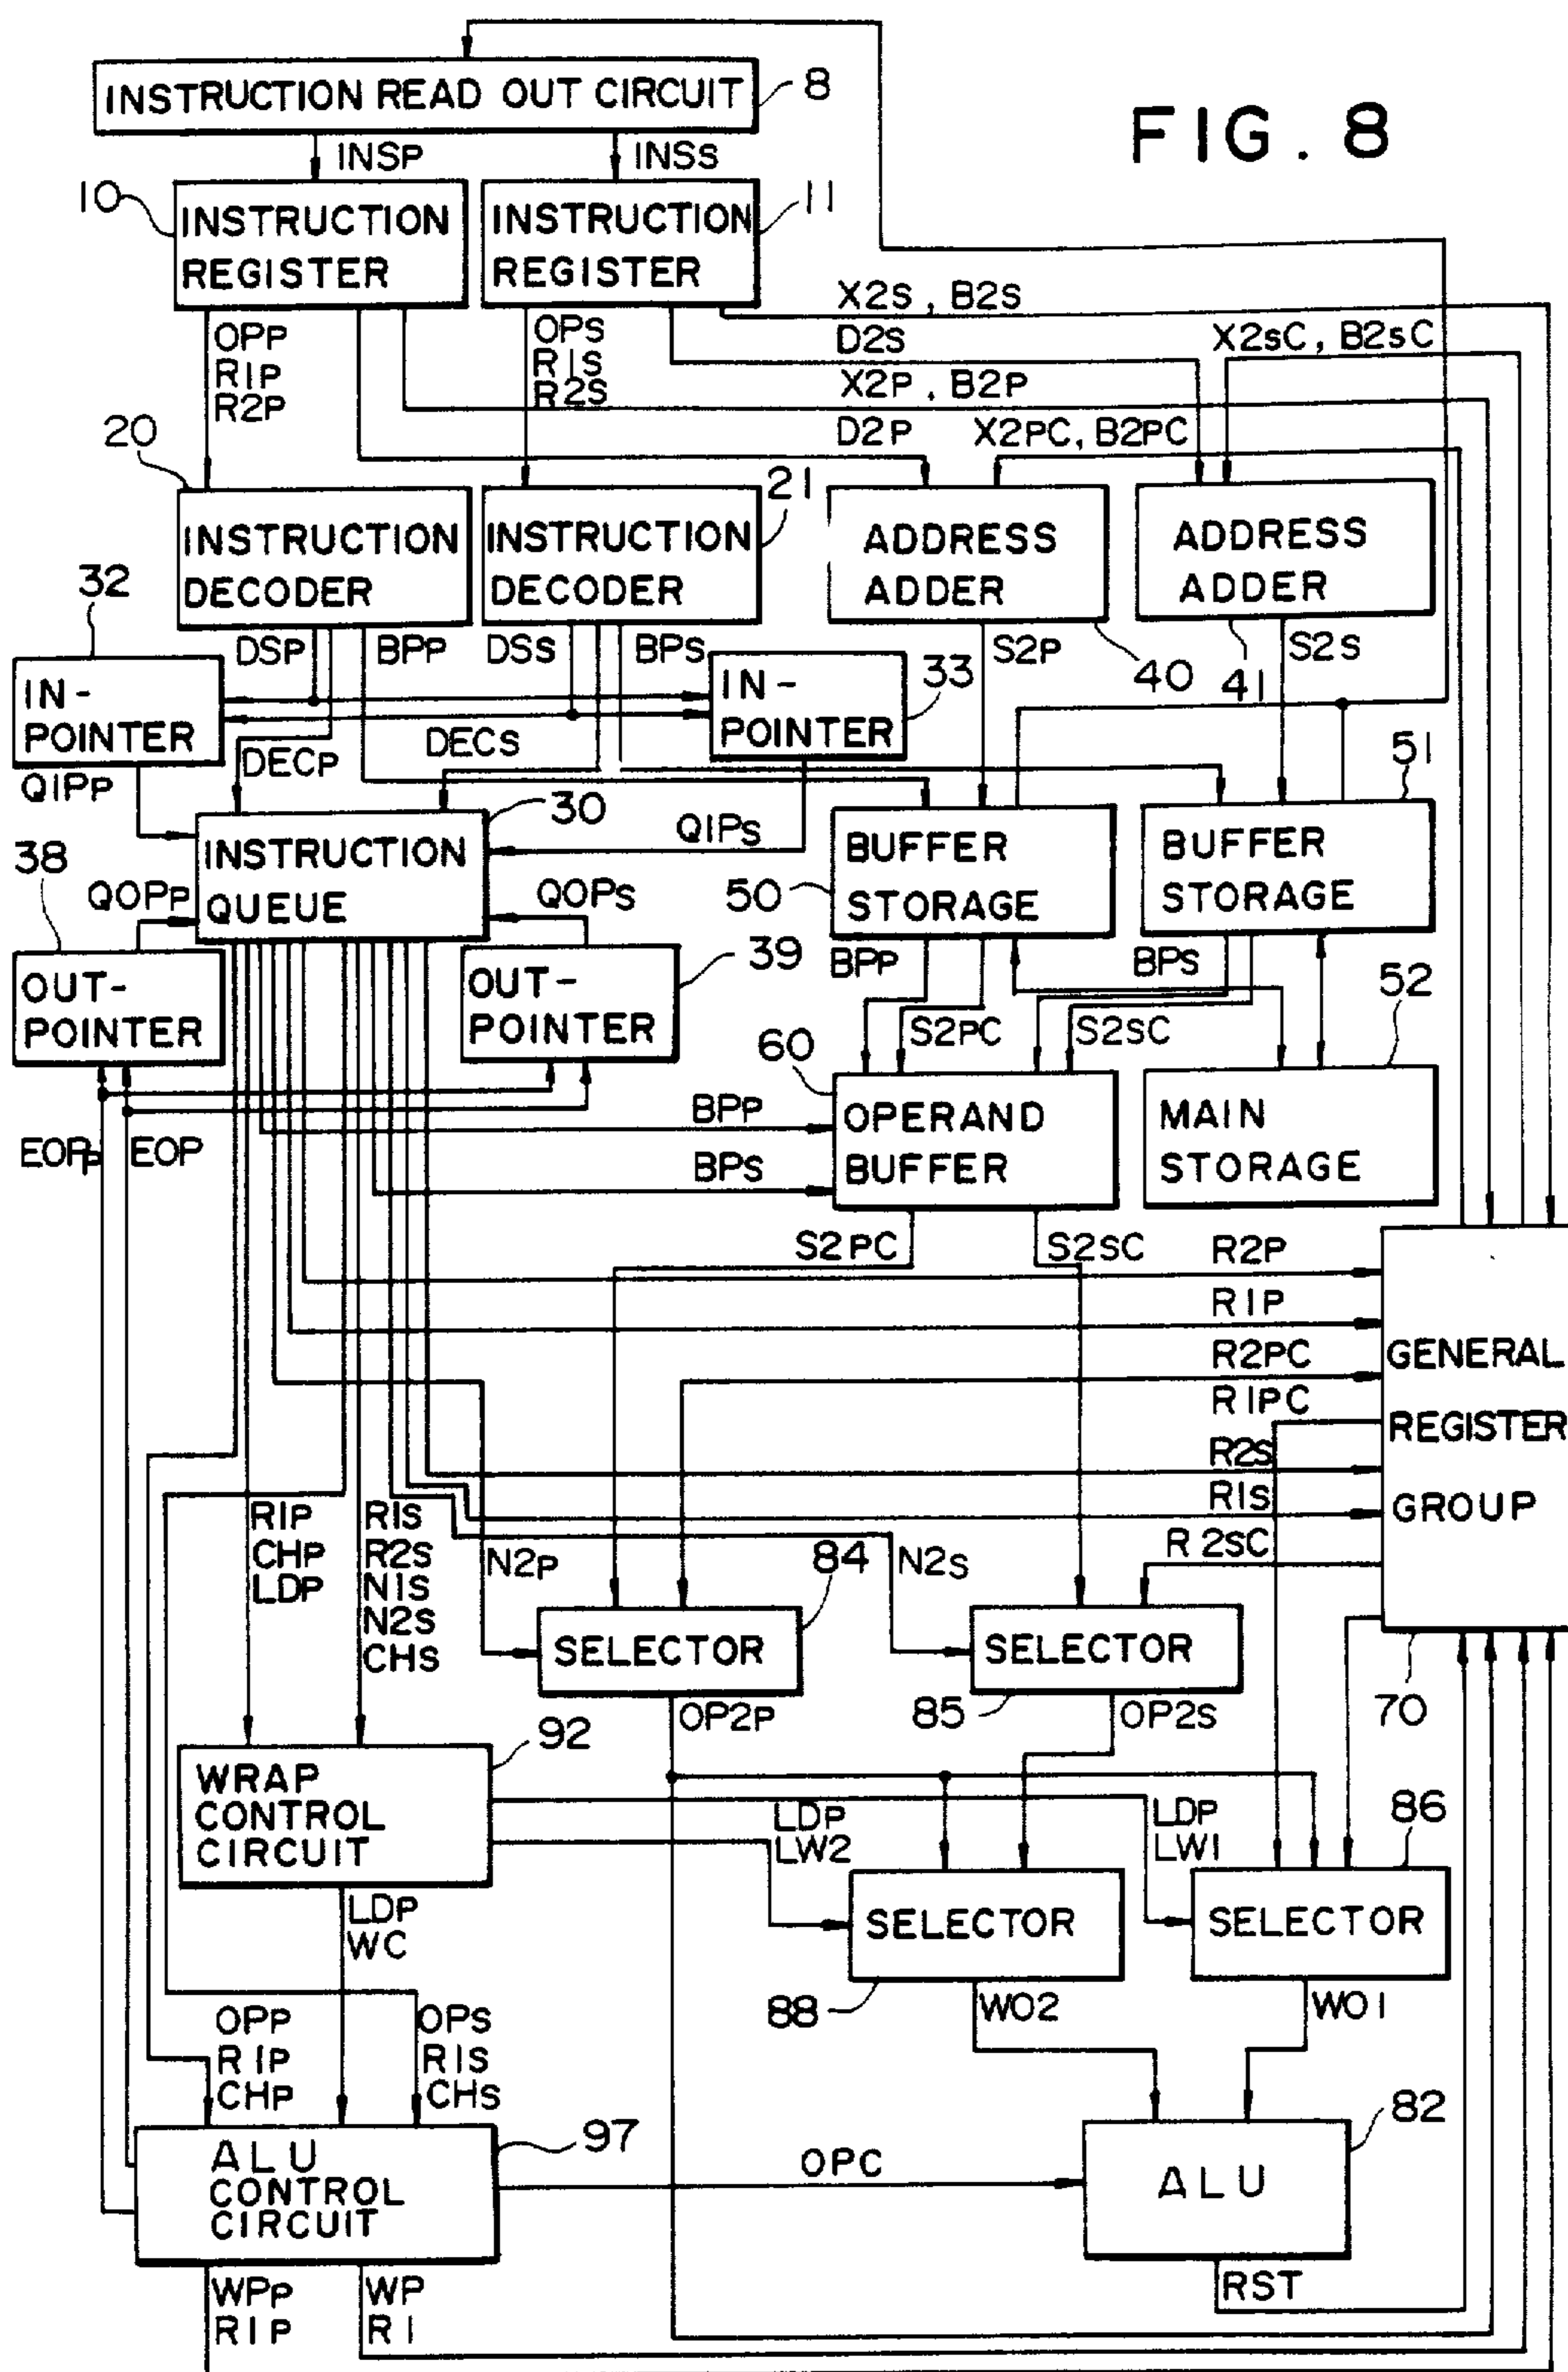 FIG. 8
INSTRUCTION READ OUT CIRCUIT
8
INSP
INSS
10
INSTRUCTION
REGISTER
INSTRUCTION
REGISTER
11
OPP
R1P
R2P
OPS
R1S
R2S
X2S, B2S
D2S
X2P, B2P
D2P
X2PC, B2PC
X2SC, B2SC
20
INSTRUCTION
DECODER
INSTRUCTION
DECODER
21
ADDRESS
ADDER
40
ADDRESS
ADDER
41
32
IN-
POINTER
DSP
BPP
DSS
BPS
IN-
POINTER
33
S2P
S2S
DECP
DECS
QIPP
QIPS
30
INSTRUCTION
QUEUE
BUFFER
STORAGE
50
BUFFER
STORAGE
51
38
QOPP
QOPS
OUT-
POINTER
OUT-
POINTER
39
BPP
S2PC
BPS
S2SC
52
60
OPERAND
BUFFER
MAIN
STORAGE
EOPP
EOP
BPP
BPS
S2PC
S2SC
R2P
R1P
R2PC
R1PC
R2S
R1S
R2SC
GENERAL
REGISTER
GROUP
70
R1P
CHP
LDP
R1S
R2S
N1S
N2S
CHS
N2P
84
SELECTOR
N2S
SELECTOR
85
OP2P
OP2S
92
WRAP
CONTROL
CIRCUIT
LDP
LW2
LDP
LW1
86
SELECTOR
88
SELECTOR
LDP
WC
WO2
WO1
OPP
R1P
CHP
OPS
R1S
CHS
ALU
CONTROL
CIRCUIT
97
OPC
ALU
82
WPP
R1P
WP
R1
RST